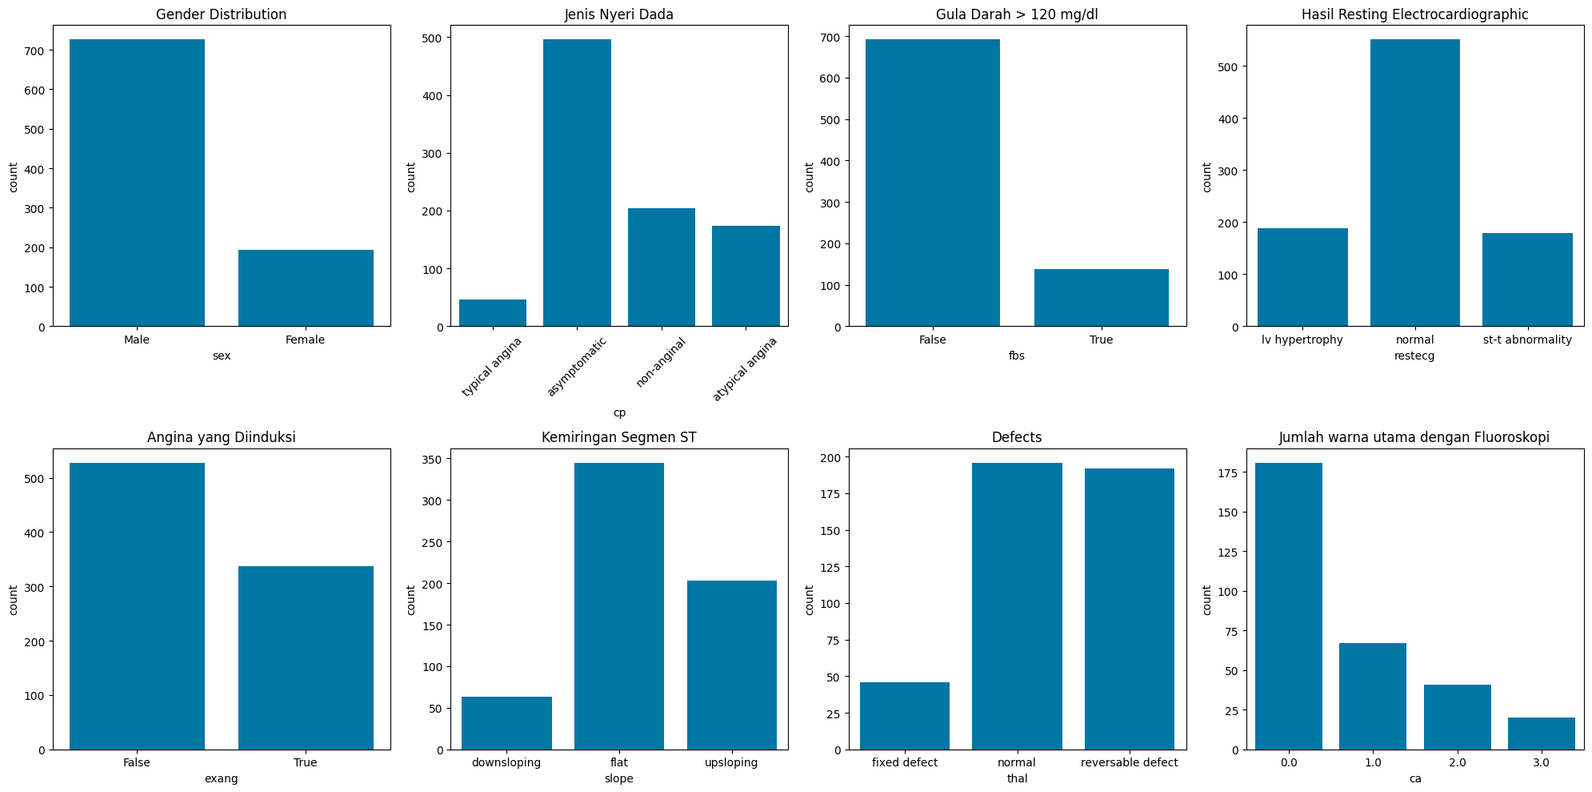 Gender Distribution
700
600
500
400
300
200
100
0
count
Male
Female
sex
Jenis Nyeri Dada
500
400
300
200
100
0
count
typical angina
asymptomatic
non-anginal
atypical angina
cp
Gula Darah > 120 mg/dl
700
600
500
400
300
200
100
0
count
False
True
fbs
Hasil Resting Electrocardiographic
500
400
300
200
100
0
count
lv hypertrophy
normal
st-t abnormality
restecg
Angina yang Diinduksi
500
400
300
200
100
0
count
False
True
exang
Kemiringan Segmen ST
350
300
250
200
150
100
50
0
count
downsloping
flat
upsloping
slope
Defects
200
175
150
125
100
75
50
25
0
count
fixed defect
normal
reversable defect
thal
Jumlah warna utama dengan Fluoroskopi
175
150
125
100
75
50
25
0
count
0.0
1.0
2.0
3.0
ca